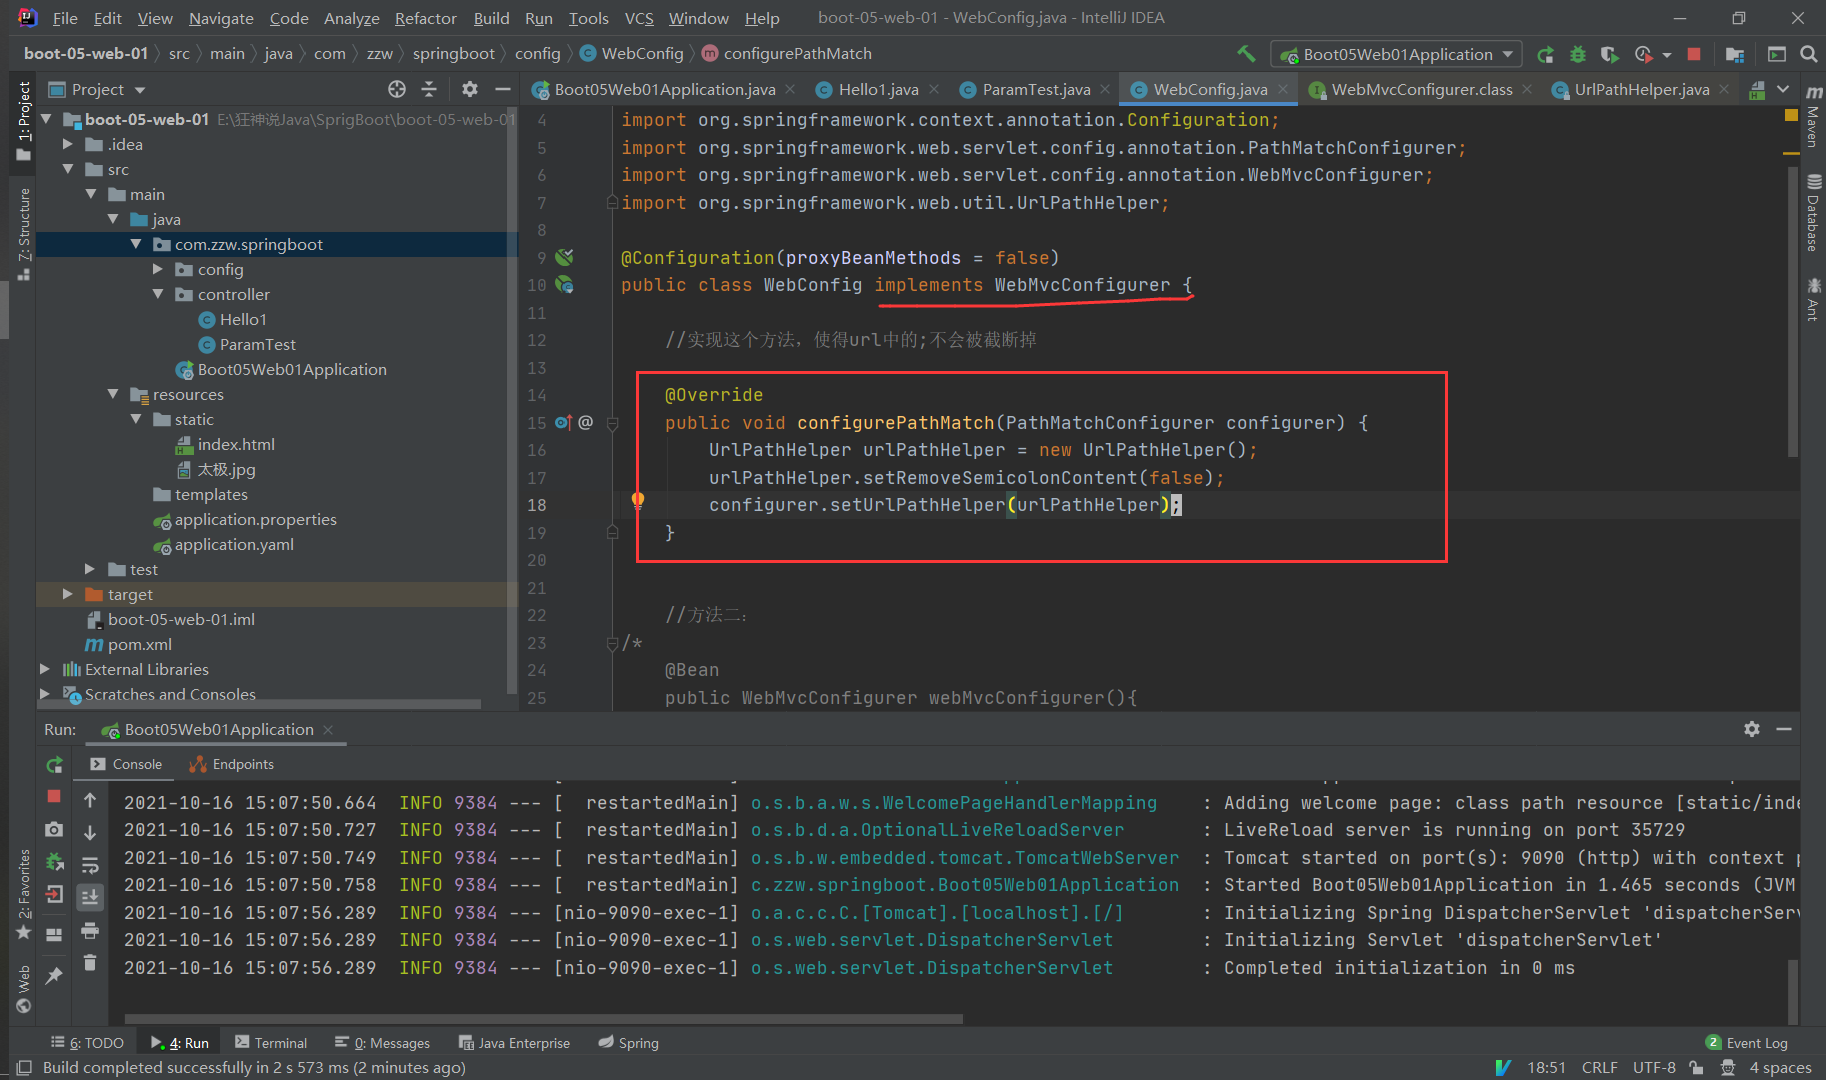 File Edit View Navigate Code Analyze Refactor Build Run Tools VCS Window Help boot-05-web-01 - WebConfig.java - IntelliJ IDEA
boot-05-web-01 src main java com zzw springboot config WebConfig configurePathMatch Boot05Web01Application
Project
Boot05Web01Application.java Hello1.java ParamTest.java WebConfig.java WebMvcConfigurer.class UrlPathHelper.java
1: Project
Z: Structure
2: Favorites
Web
Maven
Database
Ant
boot-05-web-01 E:\狂神说Java\SprigBoot\boot-05-web-01
.idea
src
main
java
com.zzw.springboot
config
controller
Hello1
ParamTest
Boot05Web01Application
resources
static
index.html
太极.jpg
templates
application.properties
application.yaml
test
target
boot-05-web-01.iml
pom.xml
External Libraries
Scratches and Consoles
4 import org.springframework.context.annotation.Configuration;
5 import org.springframework.web.servlet.config.annotation.PathMatchConfigurer;
6 import org.springframework.web.servlet.config.annotation.WebMvcConfigurer;
7 import org.springframework.web.util.UrlPathHelper;
8
9 @Configuration(proxyBeanMethods = false)
10 public class WebConfig implements WebMvcConfigurer {
11
12 //实现这个方法，使得url中的;不会被截断掉
13
14 @Override
15 @ public void configurePathMatch(PathMatchConfigurer configurer) {
16 UrlPathHelper urlPathHelper = new UrlPathHelper();
17 urlPathHelper.setRemoveSemicolonContent(false);
18 configurer.setUrlPathHelper(urlPathHelper);
19 }
20
21
22 //方法二：
23 /*
24 @Bean
25 public WebMvcConfigurer webMvcConfigurer(){
Run: Boot05Web01Application
Console Endpoints
2021-10-16 15:07:50.664 INFO 9384 --- [ restartedMain] o.s.b.a.w.s.WelcomePageHandlerMapping : Adding welcome page: class path resource [static/inde
2021-10-16 15:07:50.727 INFO 9384 --- [ restartedMain] o.s.b.d.a.OptionalLiveReloadServer : LiveReload server is running on port 35729
2021-10-16 15:07:50.749 INFO 9384 --- [ restartedMain] o.s.b.w.embedded.tomcat.TomcatWebServer : Tomcat started on port(s): 9090 (http) with context p
2021-10-16 15:07:50.758 INFO 9384 --- [ restartedMain] c.zzw.springboot.Boot05Web01Application : Started Boot05Web01Application in 1.465 seconds (JVM
2021-10-16 15:07:56.289 INFO 9384 --- [nio-9090-exec-1] o.a.c.c.C.[Tomcat].[localhost].[/] : Initializing Spring DispatcherServlet 'dispatcherServ
2021-10-16 15:07:56.289 INFO 9384 --- [nio-9090-exec-1] o.s.web.servlet.DispatcherServlet : Initializing Servlet 'dispatcherServlet'
2021-10-16 15:07:56.289 INFO 9384 --- [nio-9090-exec-1] o.s.web.servlet.DispatcherServlet : Completed initialization in 0 ms
6: TODO 4: Run Terminal 0: Messages Java Enterprise Spring 2 Event Log
Build completed successfully in 2 s 573 ms (2 minutes ago) 18:51 CRLF UTF-8 4 spaces